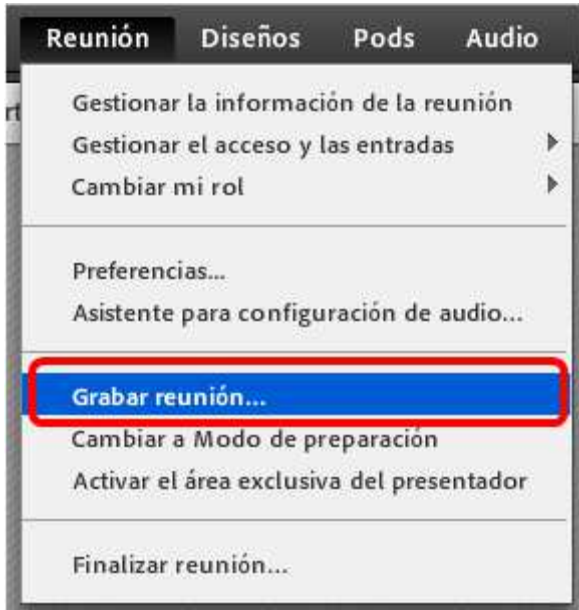 Reunión Diseños Pods Audio
Gestionar la información de la reunión
Gestionar el acceso y las entradas
Cambiar mi rol
Preferencias...
Asistente para configuración de audio...
Grabar reunión...
Cambiar a Modo de preparación
Activar el área exclusiva del presentador
Finalizar reunión...